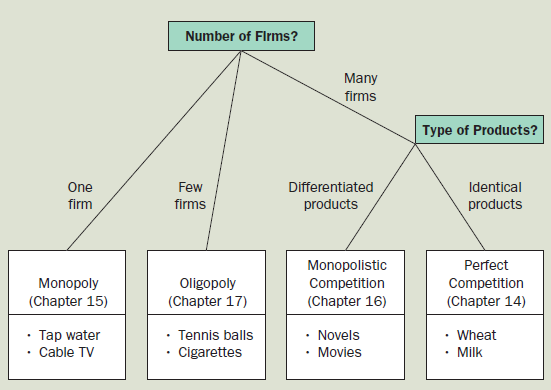 Number of Firms?
Many
firms
Type of Products?
One
firm
Few
firms
Differentiated
products
Identical
products
Monopoly
(Chapter 15)
• Tap water
• Cable TV
Oligopoly
(Chapter 17)
• Tennis balls
• Cigarettes
Monopolistic
Competition
(Chapter 16)
• Novels
• Movies
Perfect
Competition
(Chapter 14)
• Wheat
• Milk